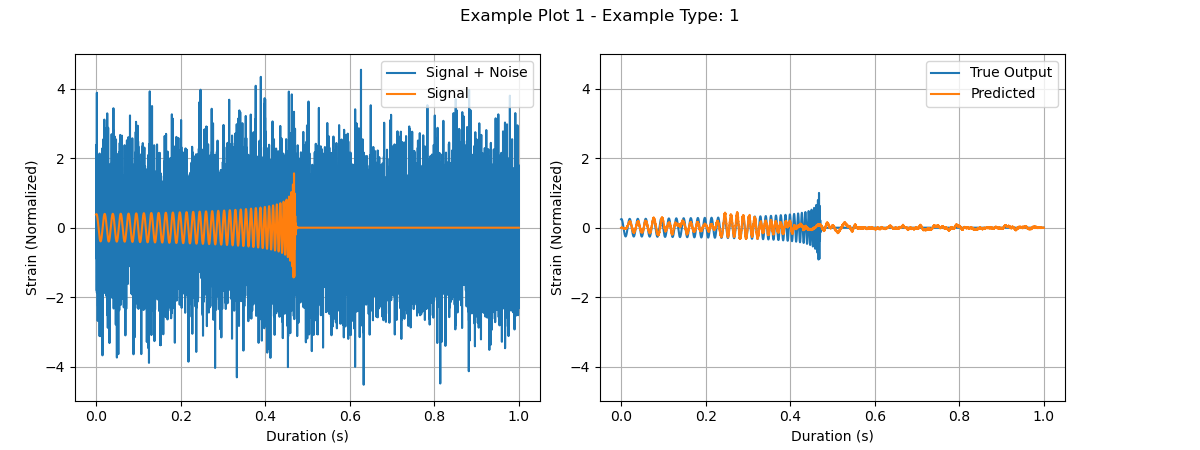 Example Plot 1 - Example Type: 1
Strain (Normalized)
4
2
0
−2
−4
Signal + Noise
Signal
0.0 0.2 0.4 0.6 0.8 1.0
Duration (s)
Strain (Normalized)
4
2
0
−2
−4
True Output
Predicted
0.0 0.2 0.4 0.6 0.8 1.0
Duration (s)